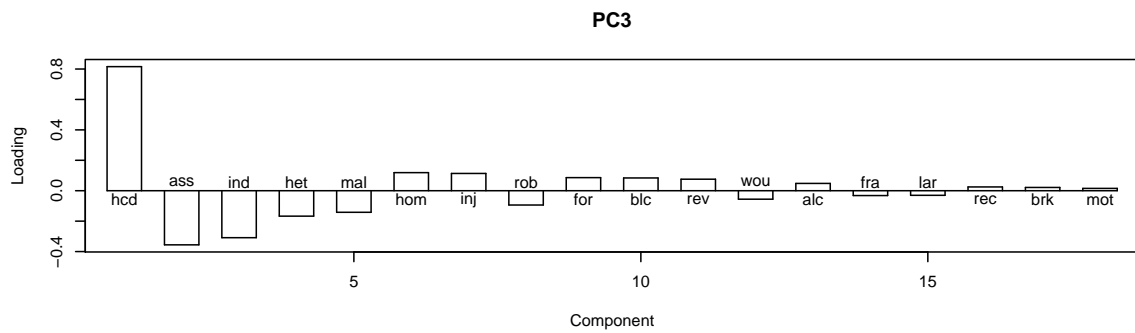 PC3
Loading
0.8
0.4
0.0
−0.4
ass ind het mal rob wou fra lar
hcd hom inj for blc rev alc rec brk mot
5 10 15
Component